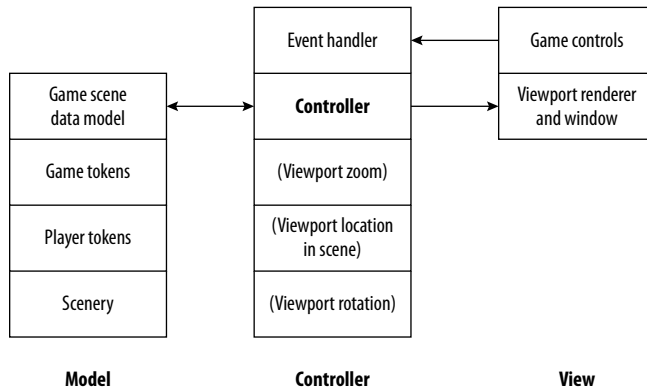 Event handler
Game controls
Game scene
data model
Controller
Viewport renderer
and window
Game tokens
(Viewport zoom)
Player tokens
(Viewport location
in scene)
Scenery
(Viewport rotation)
Model
Controller
View